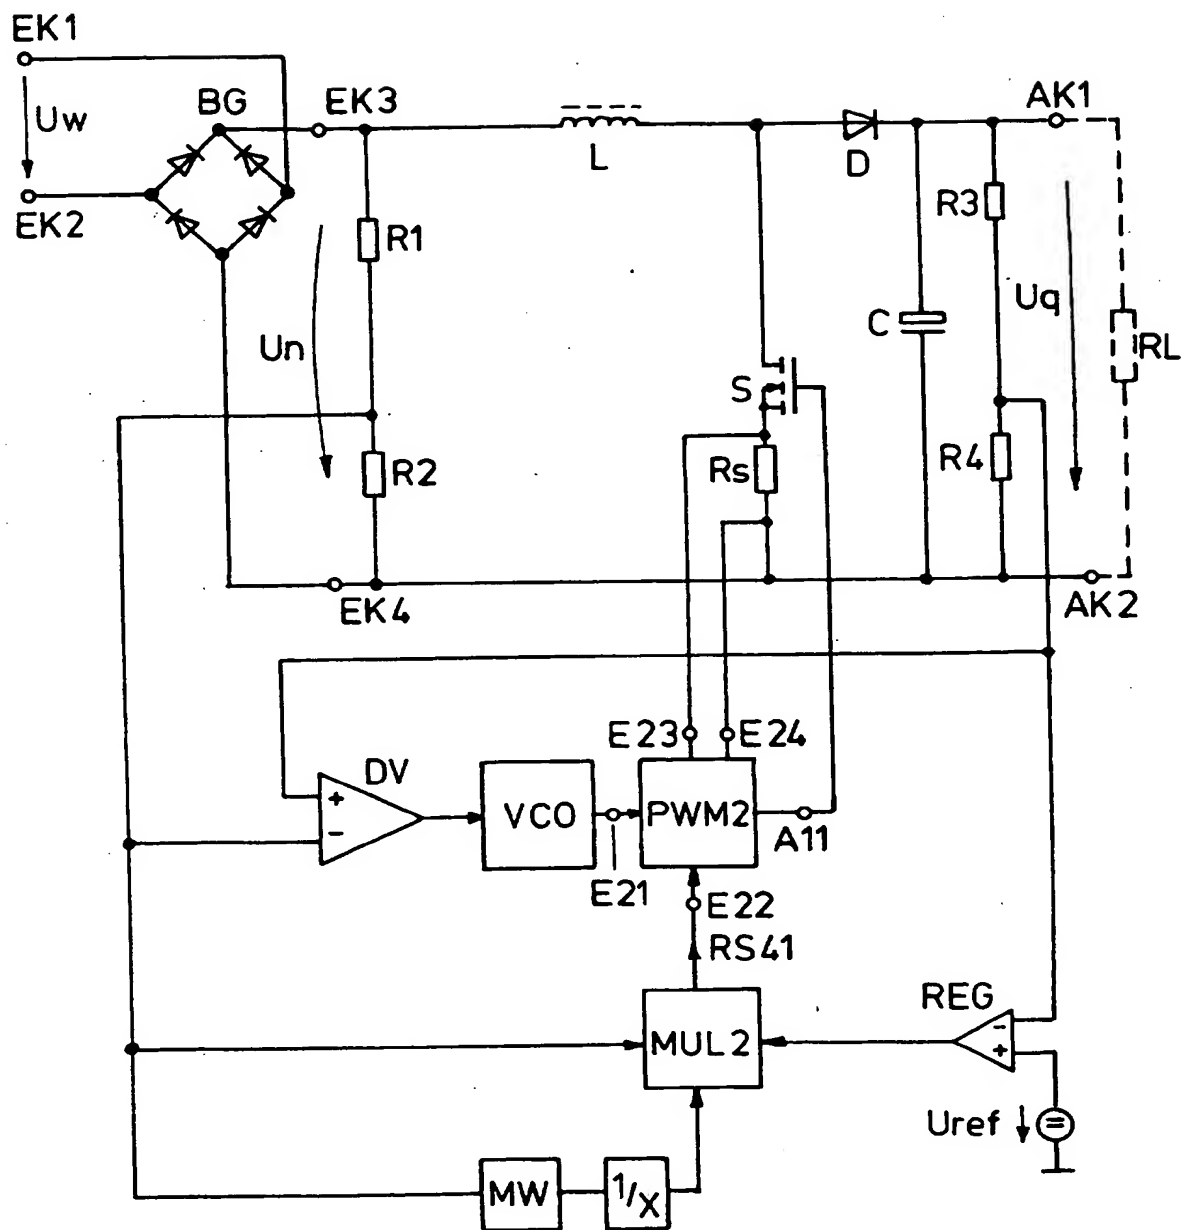 EK1
Uw
BG
EK3
EK2
L
D
AK1
R1
R3
Un
Uq
C
S
RL
R2
Rs
R4
EK4
AK2
E23
E24
DV
+
-
VCO
PWM2
A11
E21
E22
RS41
REG
MUL2
-
+
Uref
=
MW
1/X